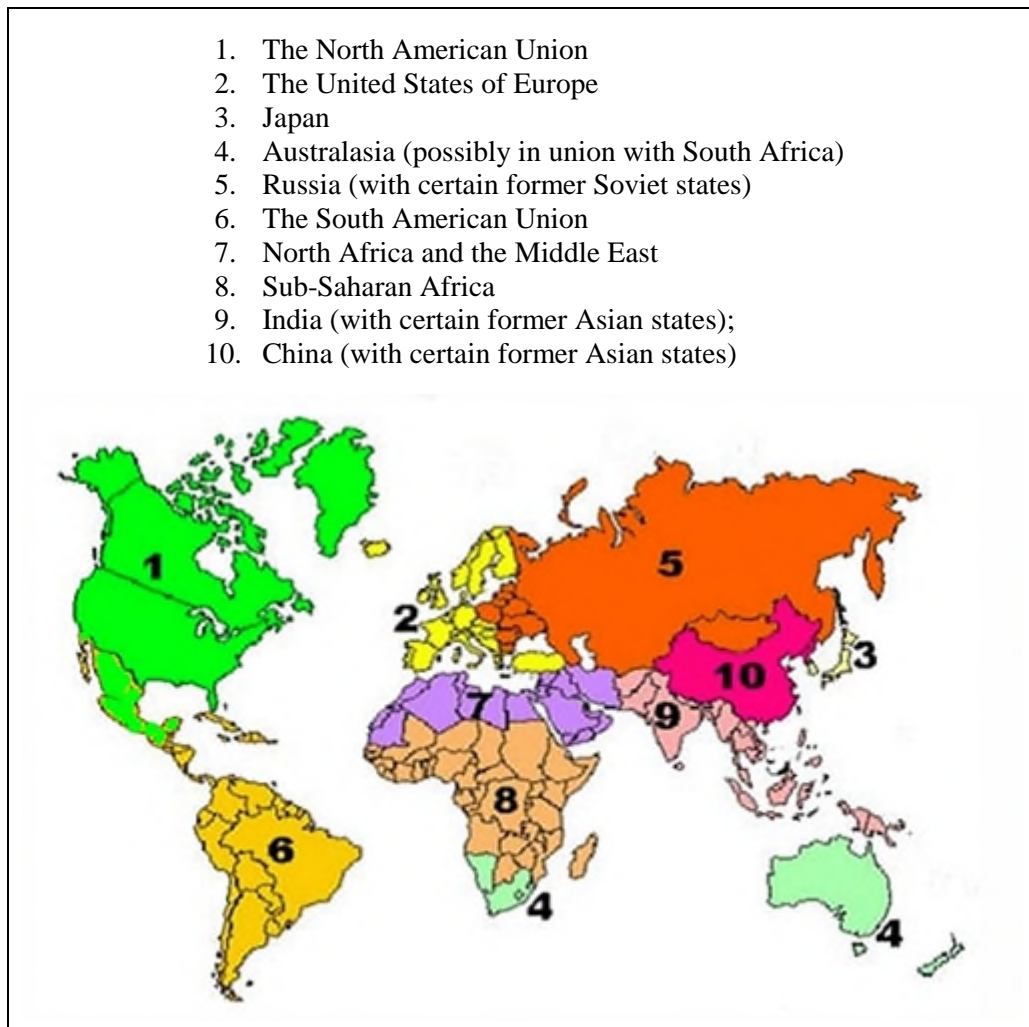 1. The North American Union
2. The United States of Europe
3. Japan
4. Australasia (possibly in union with South Africa)
5. Russia (with certain former Soviet states)
6. The South American Union
7. North Africa and the Middle East
8. Sub-Saharan Africa
9. India (with certain former Asian states);
10. China (with certain former Asian states)
1
5
2
3
10
7
9
8
6
4
4